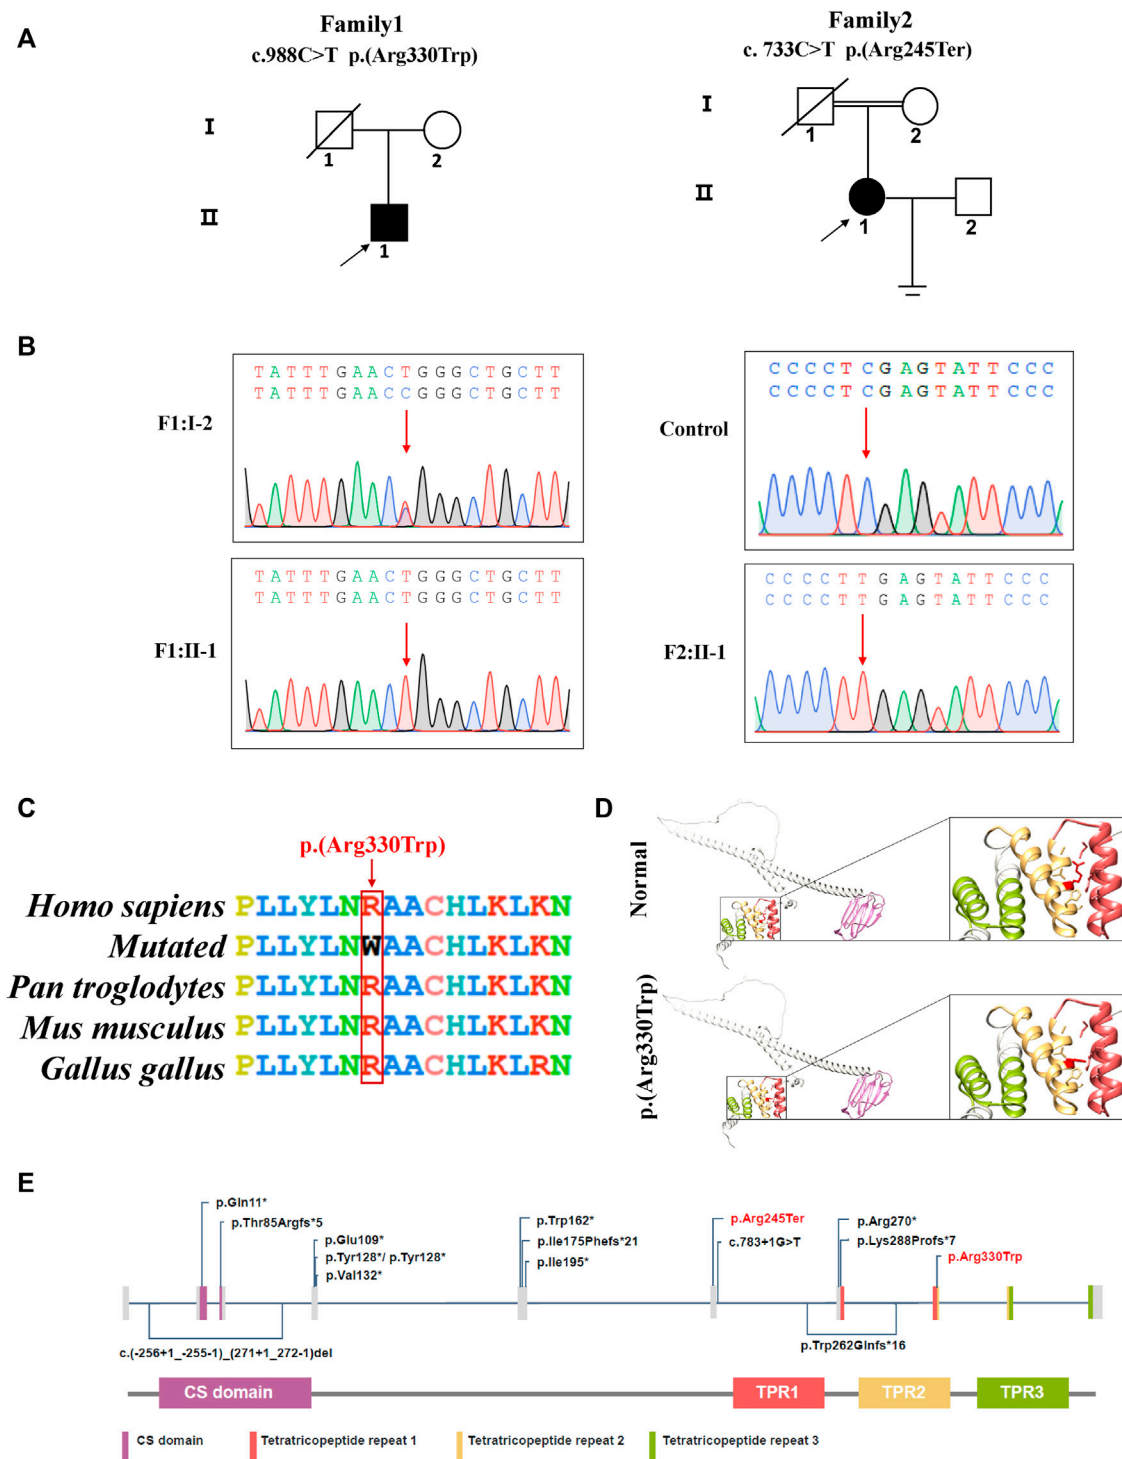 A
Family1
c.988C>T p.(Arg330Trp)
I
1
2
II
1
Family2
c. 733C>T p.(Arg245Ter)
I
1
2
II
1
2
B
F1:I-2
TATTTGAACTGGGCTGCTT
TATTTGAACCGGGCTGCTT
Control
CCCCTCGAGTATTCCC
CCCCTCGAGTATTCCC
F1:II-1
TATTTGAACTGGGCTGCTT
TATTTGAACTGGGCTGCTT
F2:II-1
CCCCTTGAGTATTCCC
CCCCTTGAGTATTCCC
C
p.(Arg330Trp)
Homo sapiens PLLYLNRAACHLKLKN
Mutated PLLYLNWAACHLKLKN
Pan troglodytes PLLYLNRAACHLKLKN
Mus musculus PLLYLNRAACHLKLKN
Gallus gallus PLLYLNRAACHLKLRN
D
Normal
p.(Arg330Trp)
E
p.Gln11*
p.Thr85Argfs*5
p.Glu109*
p.Tyr128*/ p.Tyr128*
p.Val132*
p.Trp162*
p.Ile175Phefs*21
p.Ile195*
p.Arg245Ter
c.783+1G>T
p.Arg270*
p.Lys288Profs*7
p.Arg330Trp
c.(-256+1_-255-1)_(271+1_272-1)del
p.Trp262Glnfs*16
CS domain
TPR1
TPR2
TPR3
CS domain
Tetratricopeptide repeat 1
Tetratricopeptide repeat 2
Tetratricopeptide repeat 3